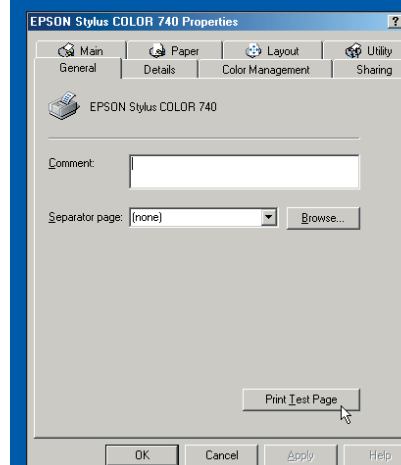 EPSON Stylus COLOR 740 Properties ?
Main Paper Layout Utility
General Details Color Management Sharing
EPSON Stylus COLOR 740
Comment:
Separator page: (none) Browse...
Print Test Page
OK Cancel Apply Help